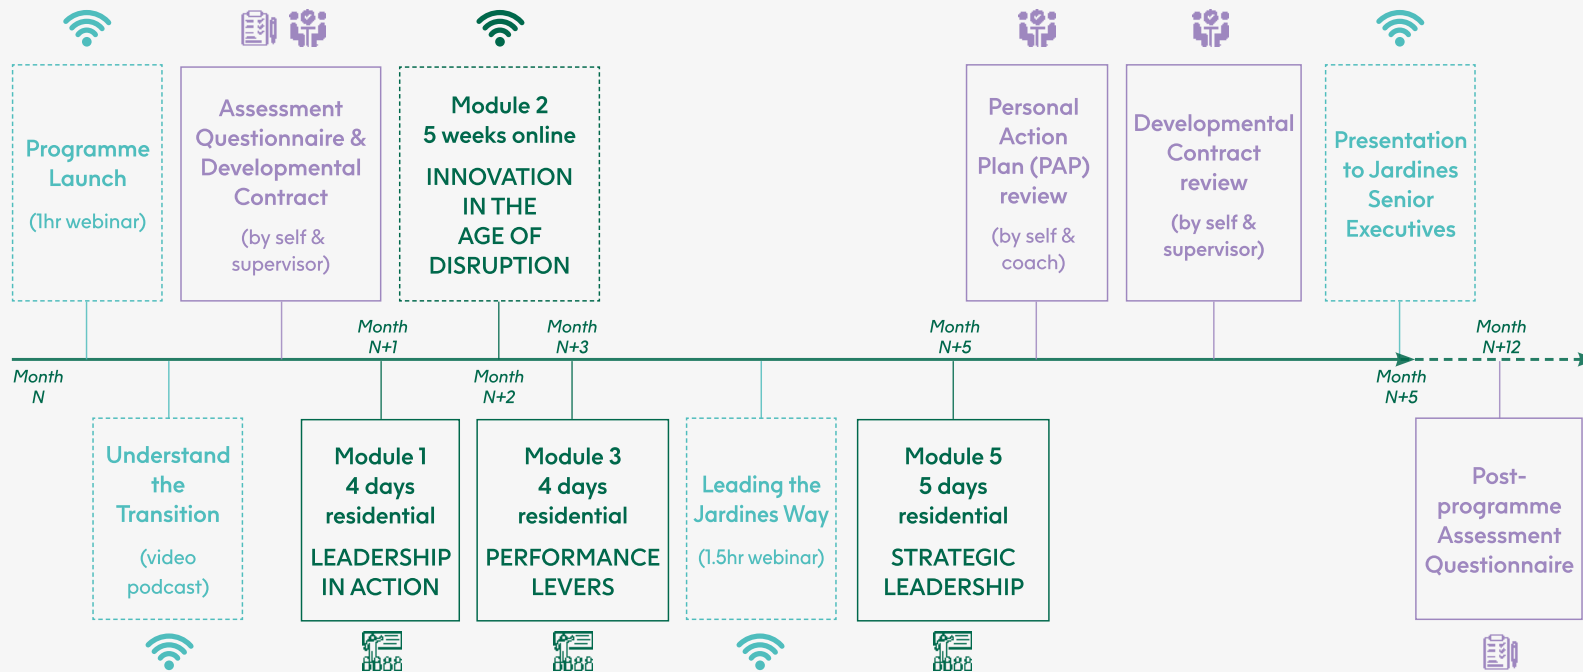 Programme
Launch
(1hr webinar)
Assessment
Questionnaire &
Developmental
Contract
(by self &
supervisor)
Module 2
5 weeks online
INNOVATION
IN THE
AGE OF
DISRUPTION
Personal
Action
Plan (PAP)
review
(by self &
coach)
Developmental
Contract
review
(by self &
supervisor)
Presentation
to Jardines
Senior
Executives
Month
N+1
Month
N+3
Month
N+5
Month
N+12
Month
N
Month
N+2
Month
N+5
Understand
the
Transition
(video
podcast)
Module 1
4 days
residential
LEADERSHIP
IN ACTION
Module 3
4 days
residential
PERFORMANCE
LEVERS
Leading the
Jardines Way
(1.5hr webinar)
Module 5
5 days
residential
STRATEGIC
LEADERSHIP
Post-
programme
Assessment
Questionnaire